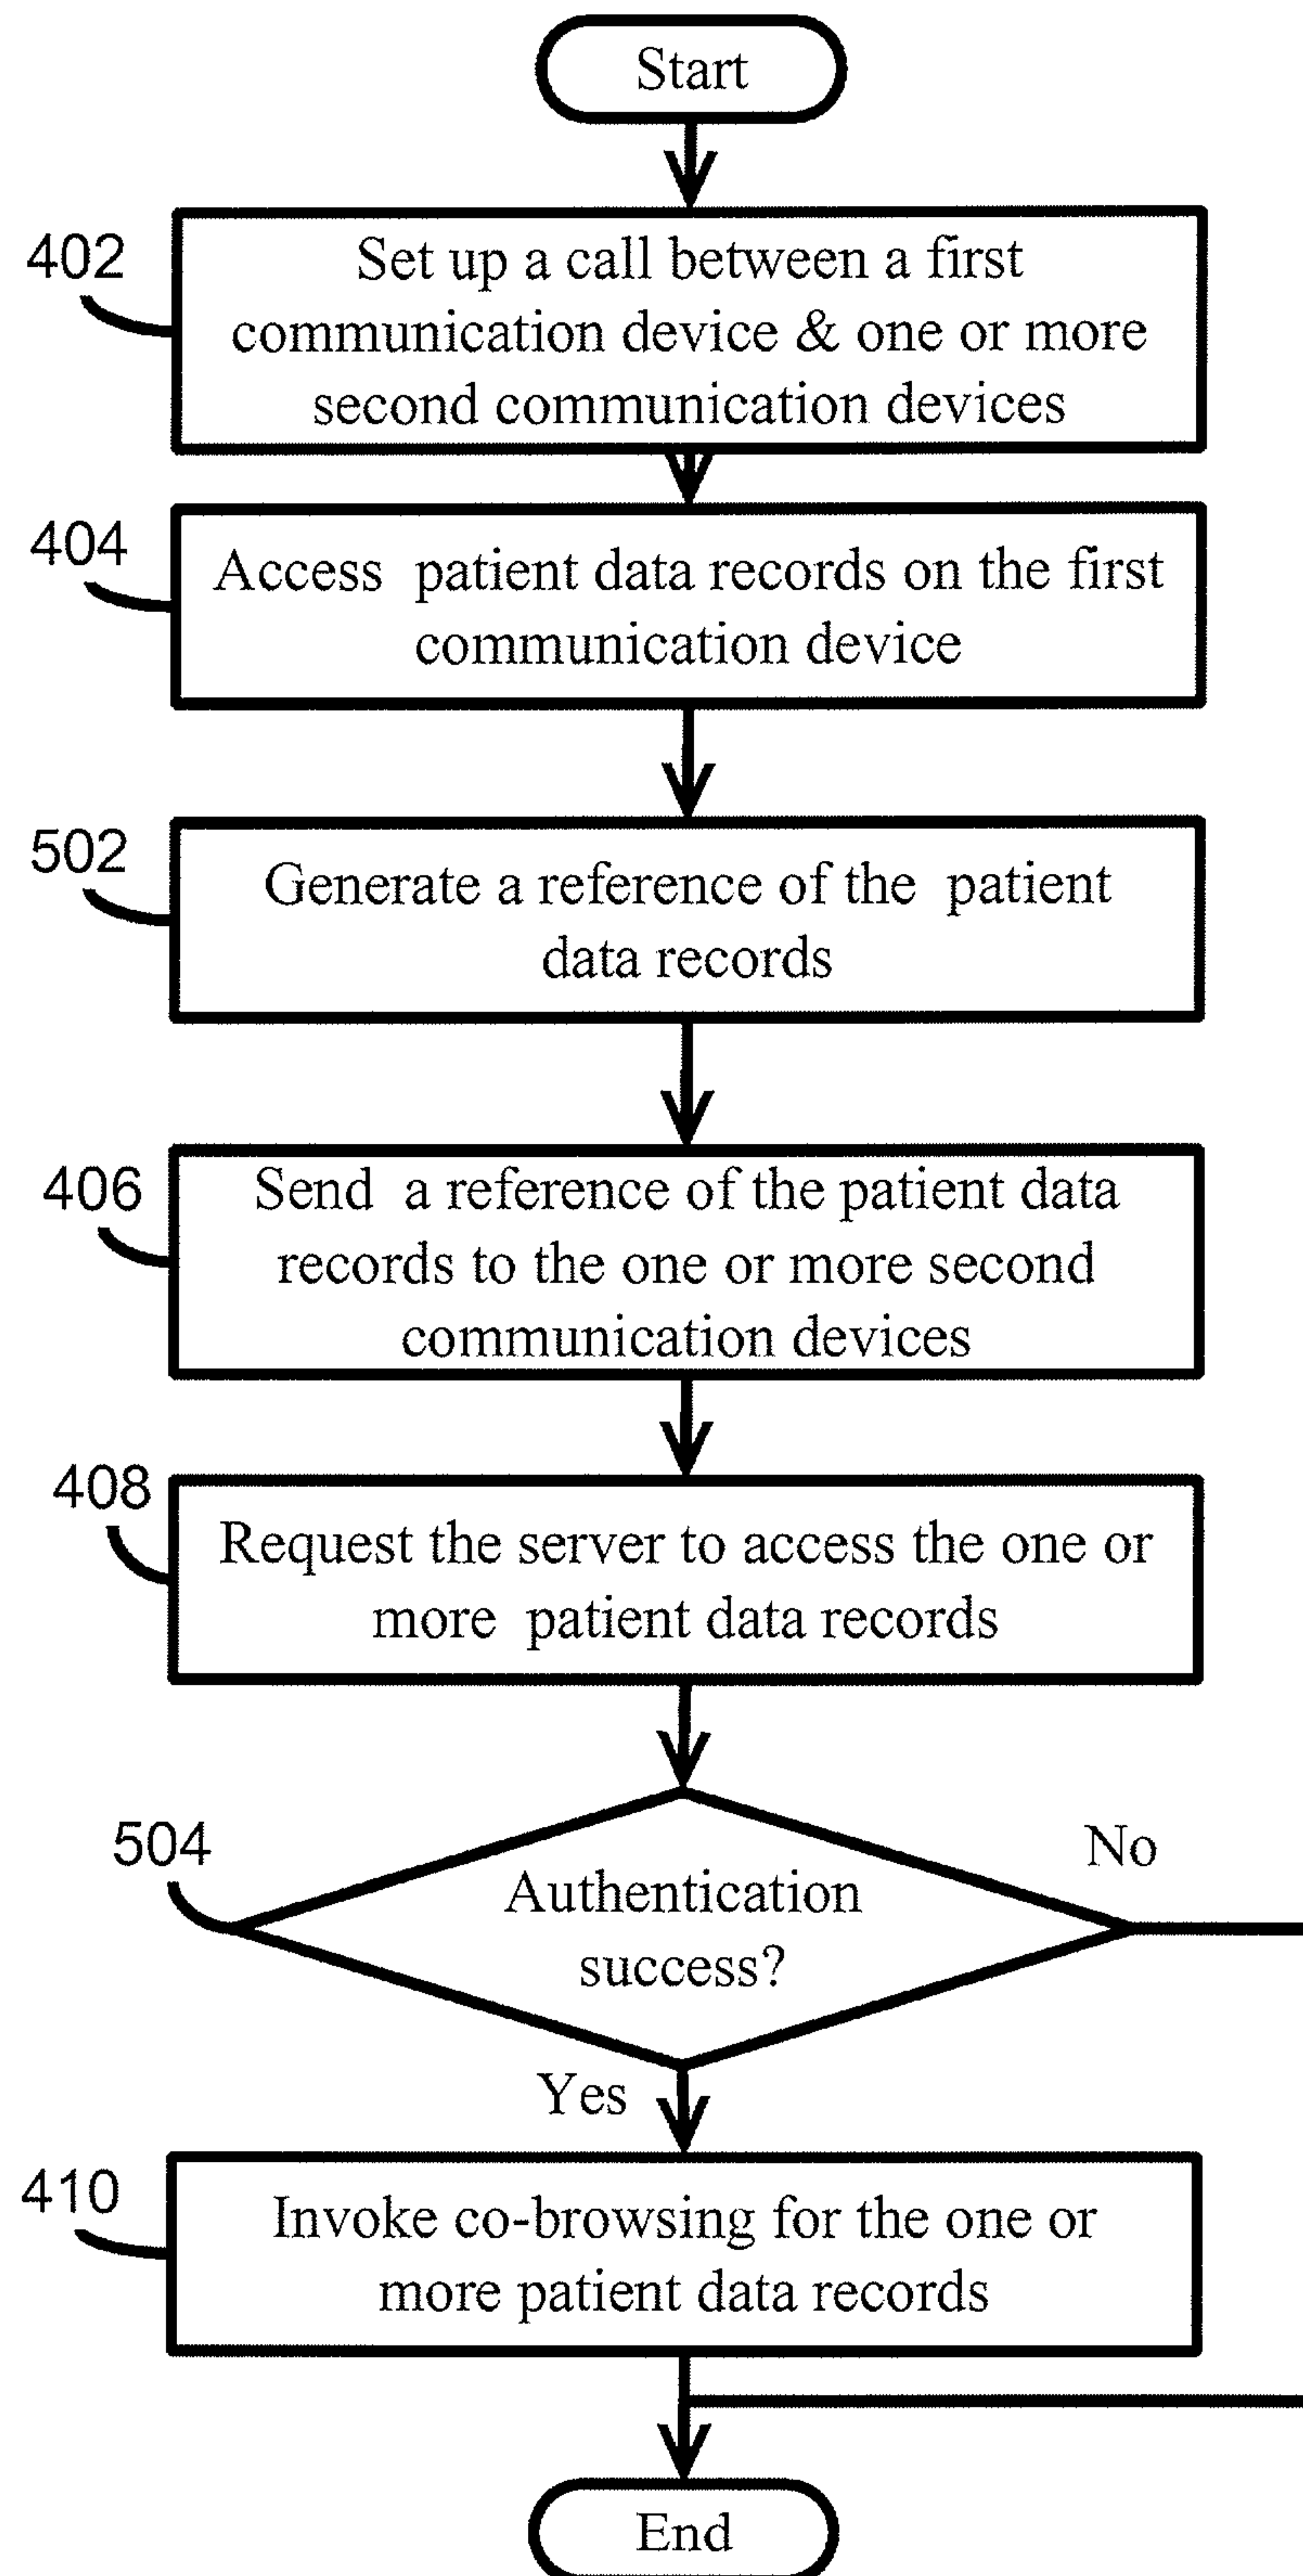 Start
402
Set up a call between a first
communication device & one or more
second communication devices
404
Access patient data records on the first
communication device
502
Generate a reference of the patient
data records
406
Send a reference of the patient data
records to the one or more second
communication devices
408
Request the server to access the one or
more patient data records
504
Authentication
success?
No
Yes
410
Invoke co-browsing for the one or
more patient data records
End